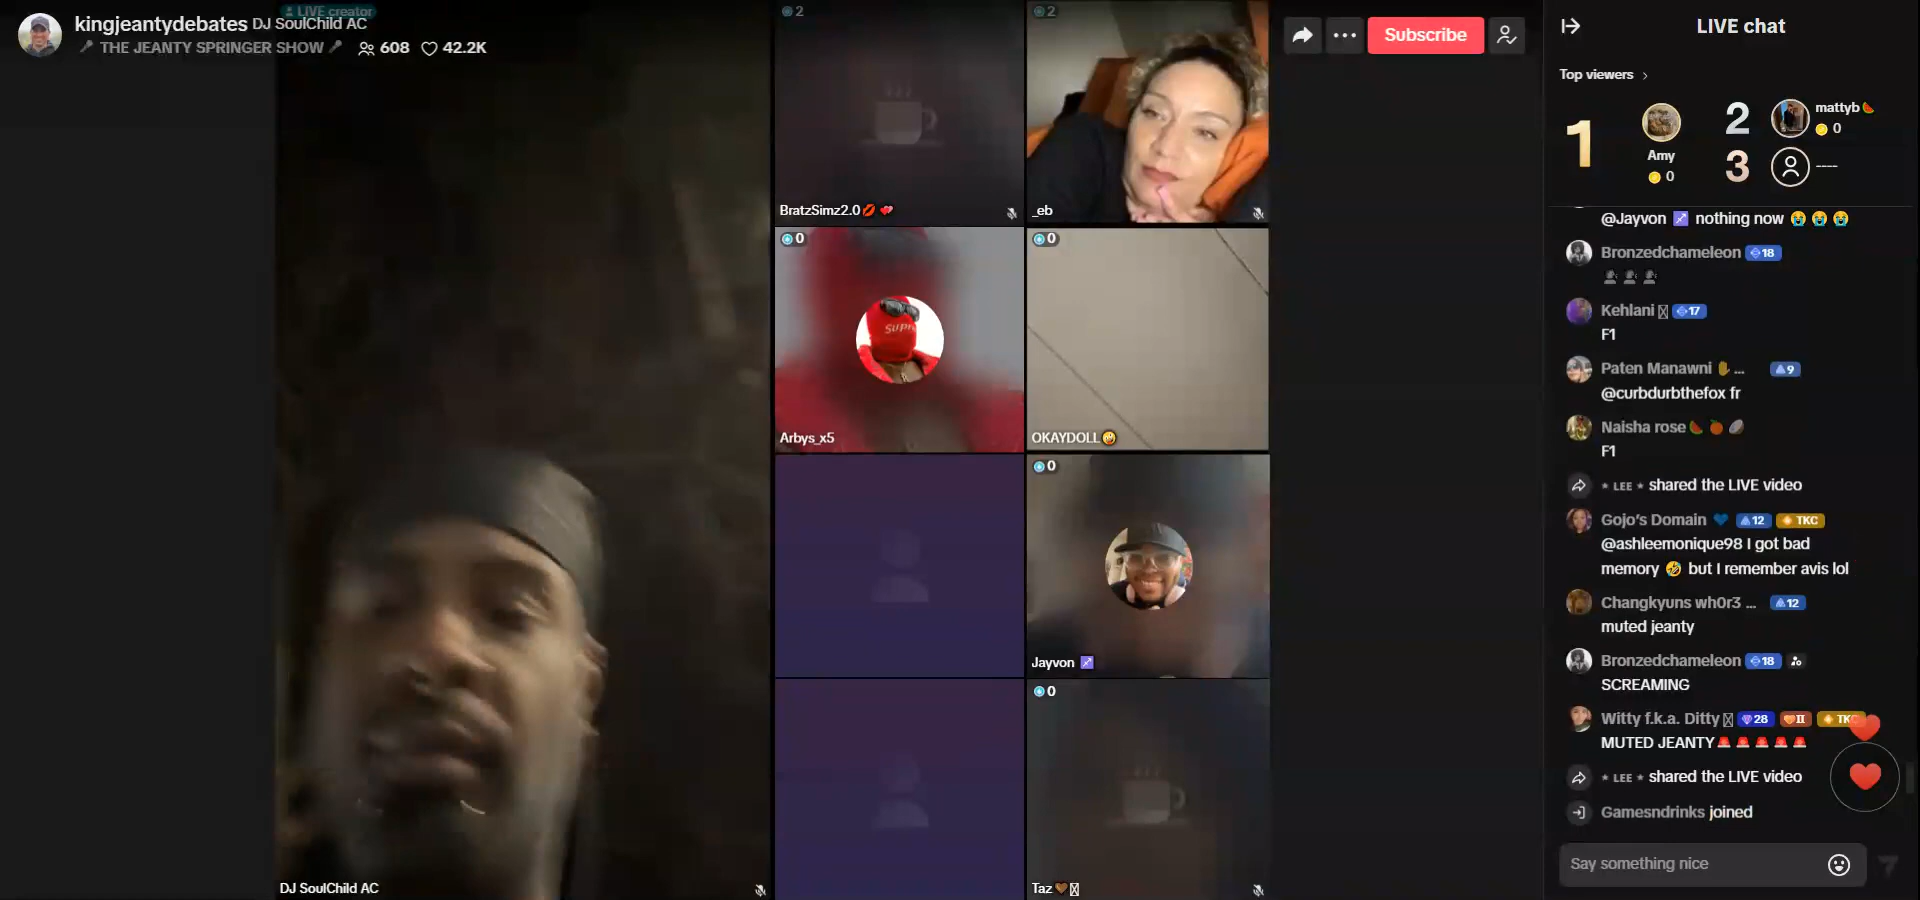 LIVE creator
kingjeantydebates DJ SoulChild AC
🎤 THE JEANTY SPRINGER SHOW 🎤 608 42.2K
2
BratzSimz2.0💋 💕
2
_eb
0
SUPR
Arbys_x5
0
OKAYDOLL🤪
0
Jayvon ♐
0
Taz 🤎
DJ SoulChild AC
Subscribe
LIVE chat
Top viewers >
1
Amy
0
2
mattyb🍉
0
3
----
@Jayvon ♐ nothing now 😭 😭 😭
Bronzedchameleon 18
🗣 🗣 🗣
Kehlani 17
F1
Paten Manawni ✋🏾 ... 9
@curbdurbthefox fr
Naisha rose🍉 🍊 🪘
F1
⋆ LEE ⋆ shared the LIVE video
Gojo's Domain 💙 12 TKC
@ashleemonique98 I got bad
memory 🤣 but I remember avis lol
Changkyuns wh0r3 ... 12
muted jeanty
Bronzedchameleon 18
SCREAMING
Witty f.k.a. Ditty 28 II TKC
MUTED JEANTY🚨 🚨 🚨 🚨 🚨
⋆ LEE ⋆ shared the LIVE video
Gamesndrinks joined
Say something nice